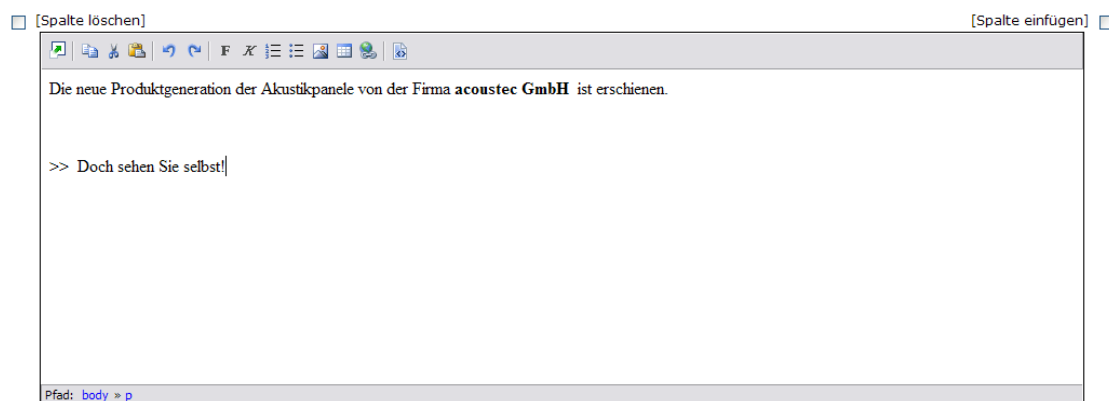 [Spalte löschen] [Spalte einfügen]
F K
Die neue Produktgeneration der Akustikpanele von der Firma acoustec GmbH ist erschienen.
>> Doch sehen Sie selbst!
Pfad: body » p